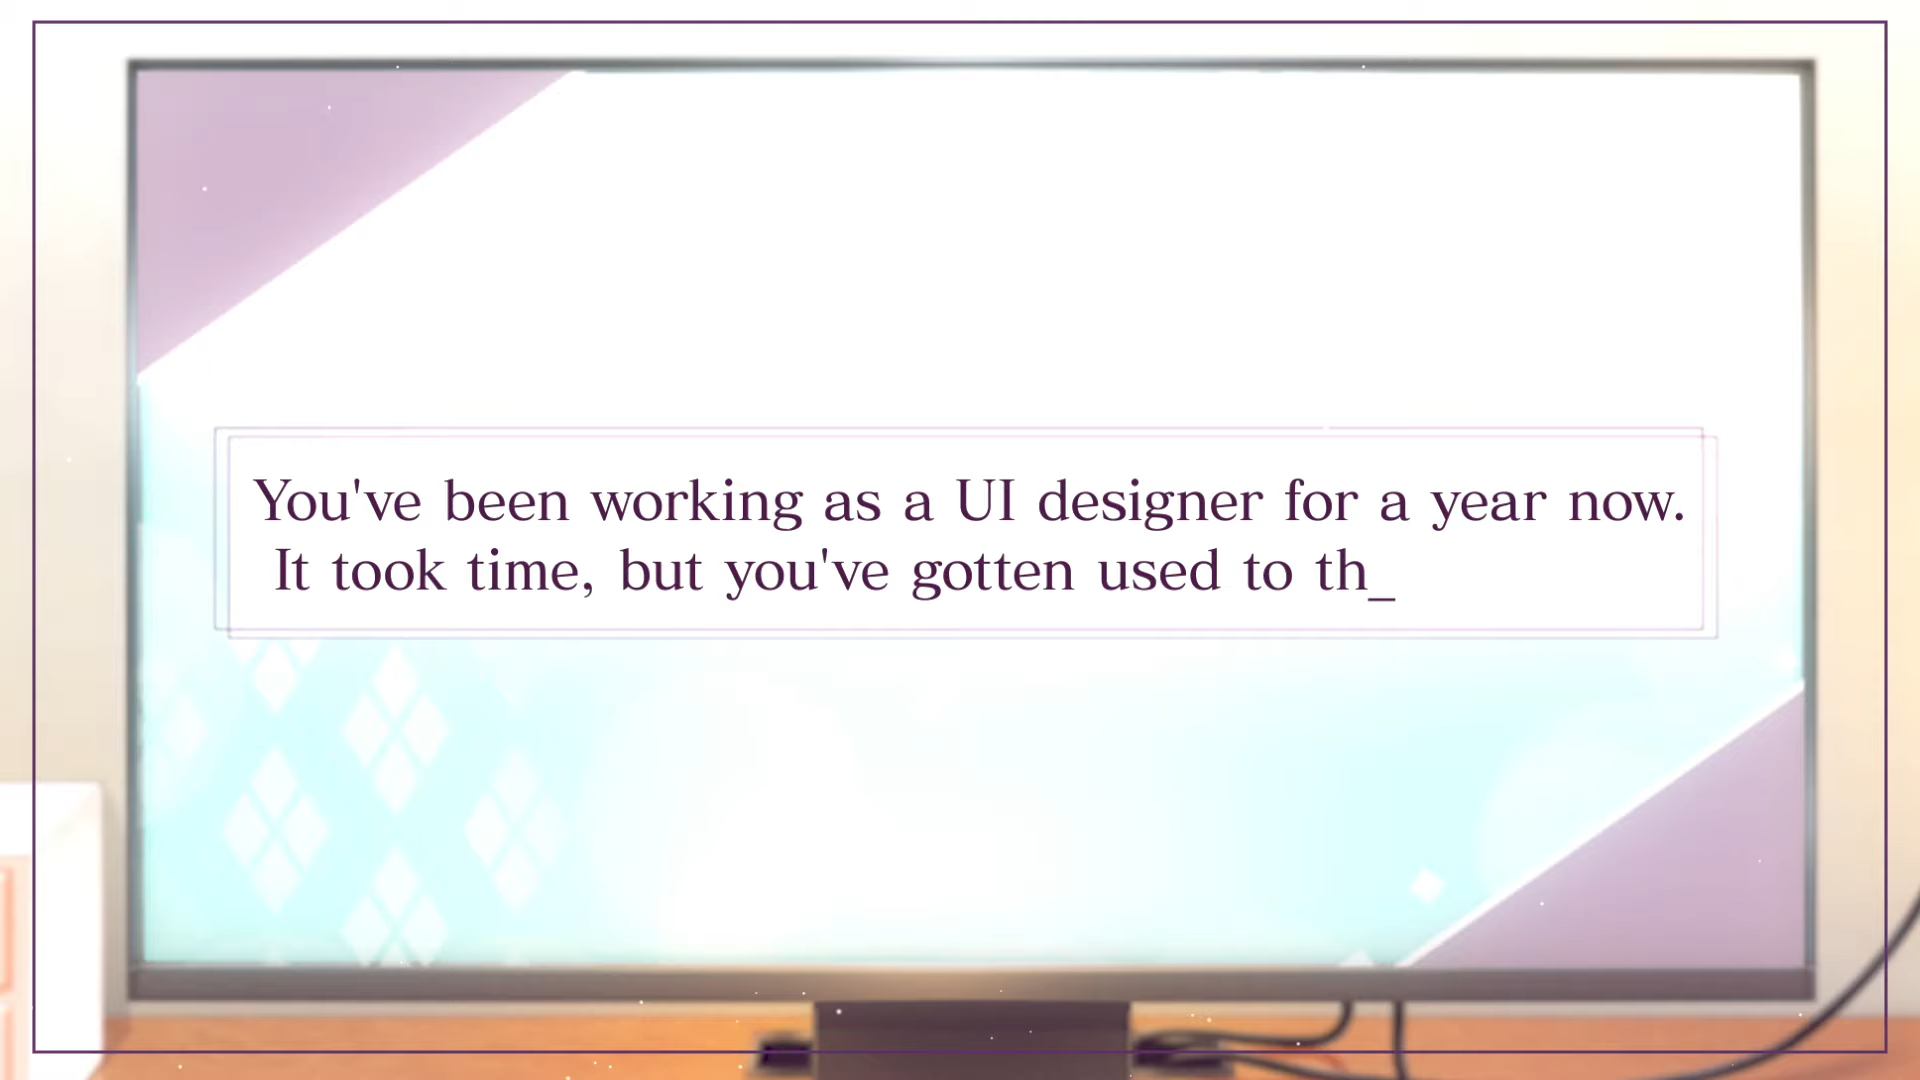 You've been working as a UI designer for a year now.
It took time, but you've gotten used to th_